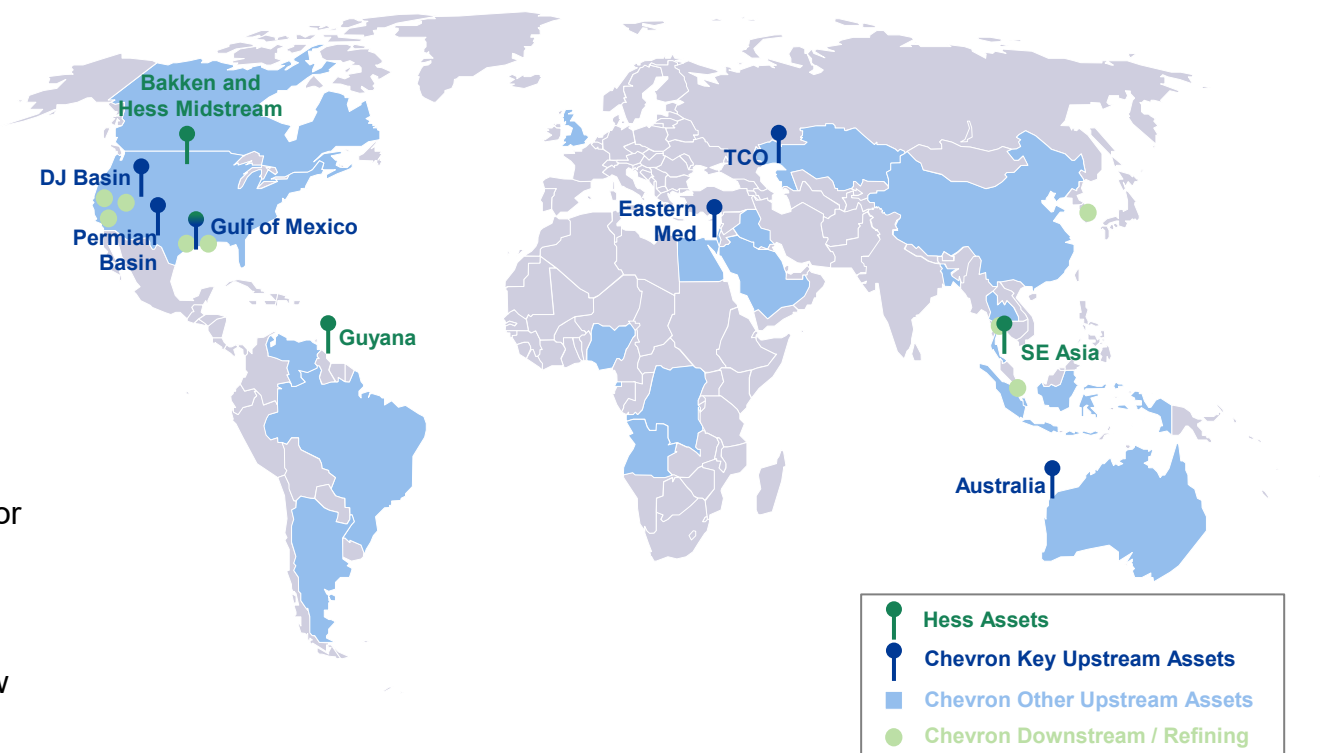 Bakken and
Hess Midstream
DJ Basin
TCO
Eastern
Med
Gulf of Mexico
Permian
Basin
Guyana
SE Asia
Australia
or
Hess Assets
Chevron Key Upstream Assets
Chevron Other Upstream Assets
Chevron Downstream / Refining